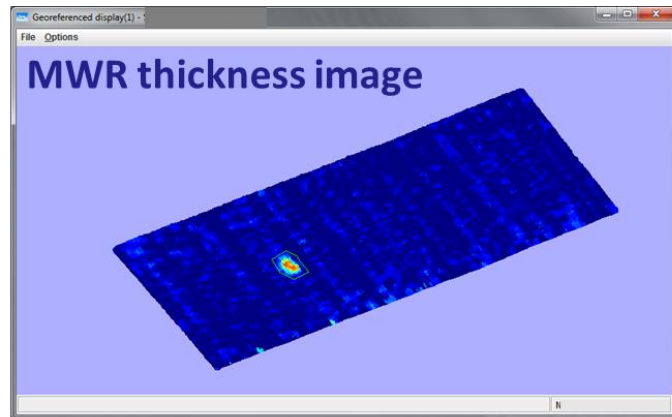 Georeferenced display(1) - S
File Options
MWR thickness image
N